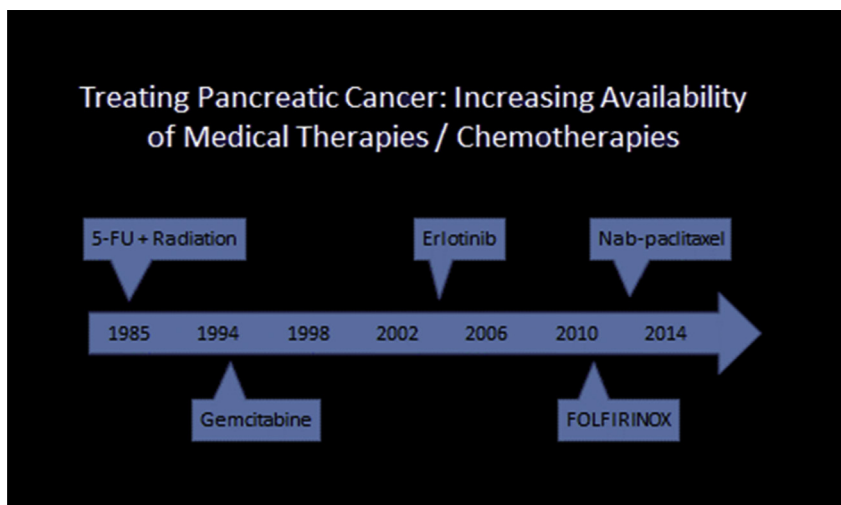 Treating Pancreatic Cancer: Increasing Availability
of Medical Therapies / Chemotherapies
5-FU + Radiation
Erlotinib
Nab-paclitaxel
1985 1994 1998 2002 2006 2010 2014
Gemcitabine
FOLFIRINOX